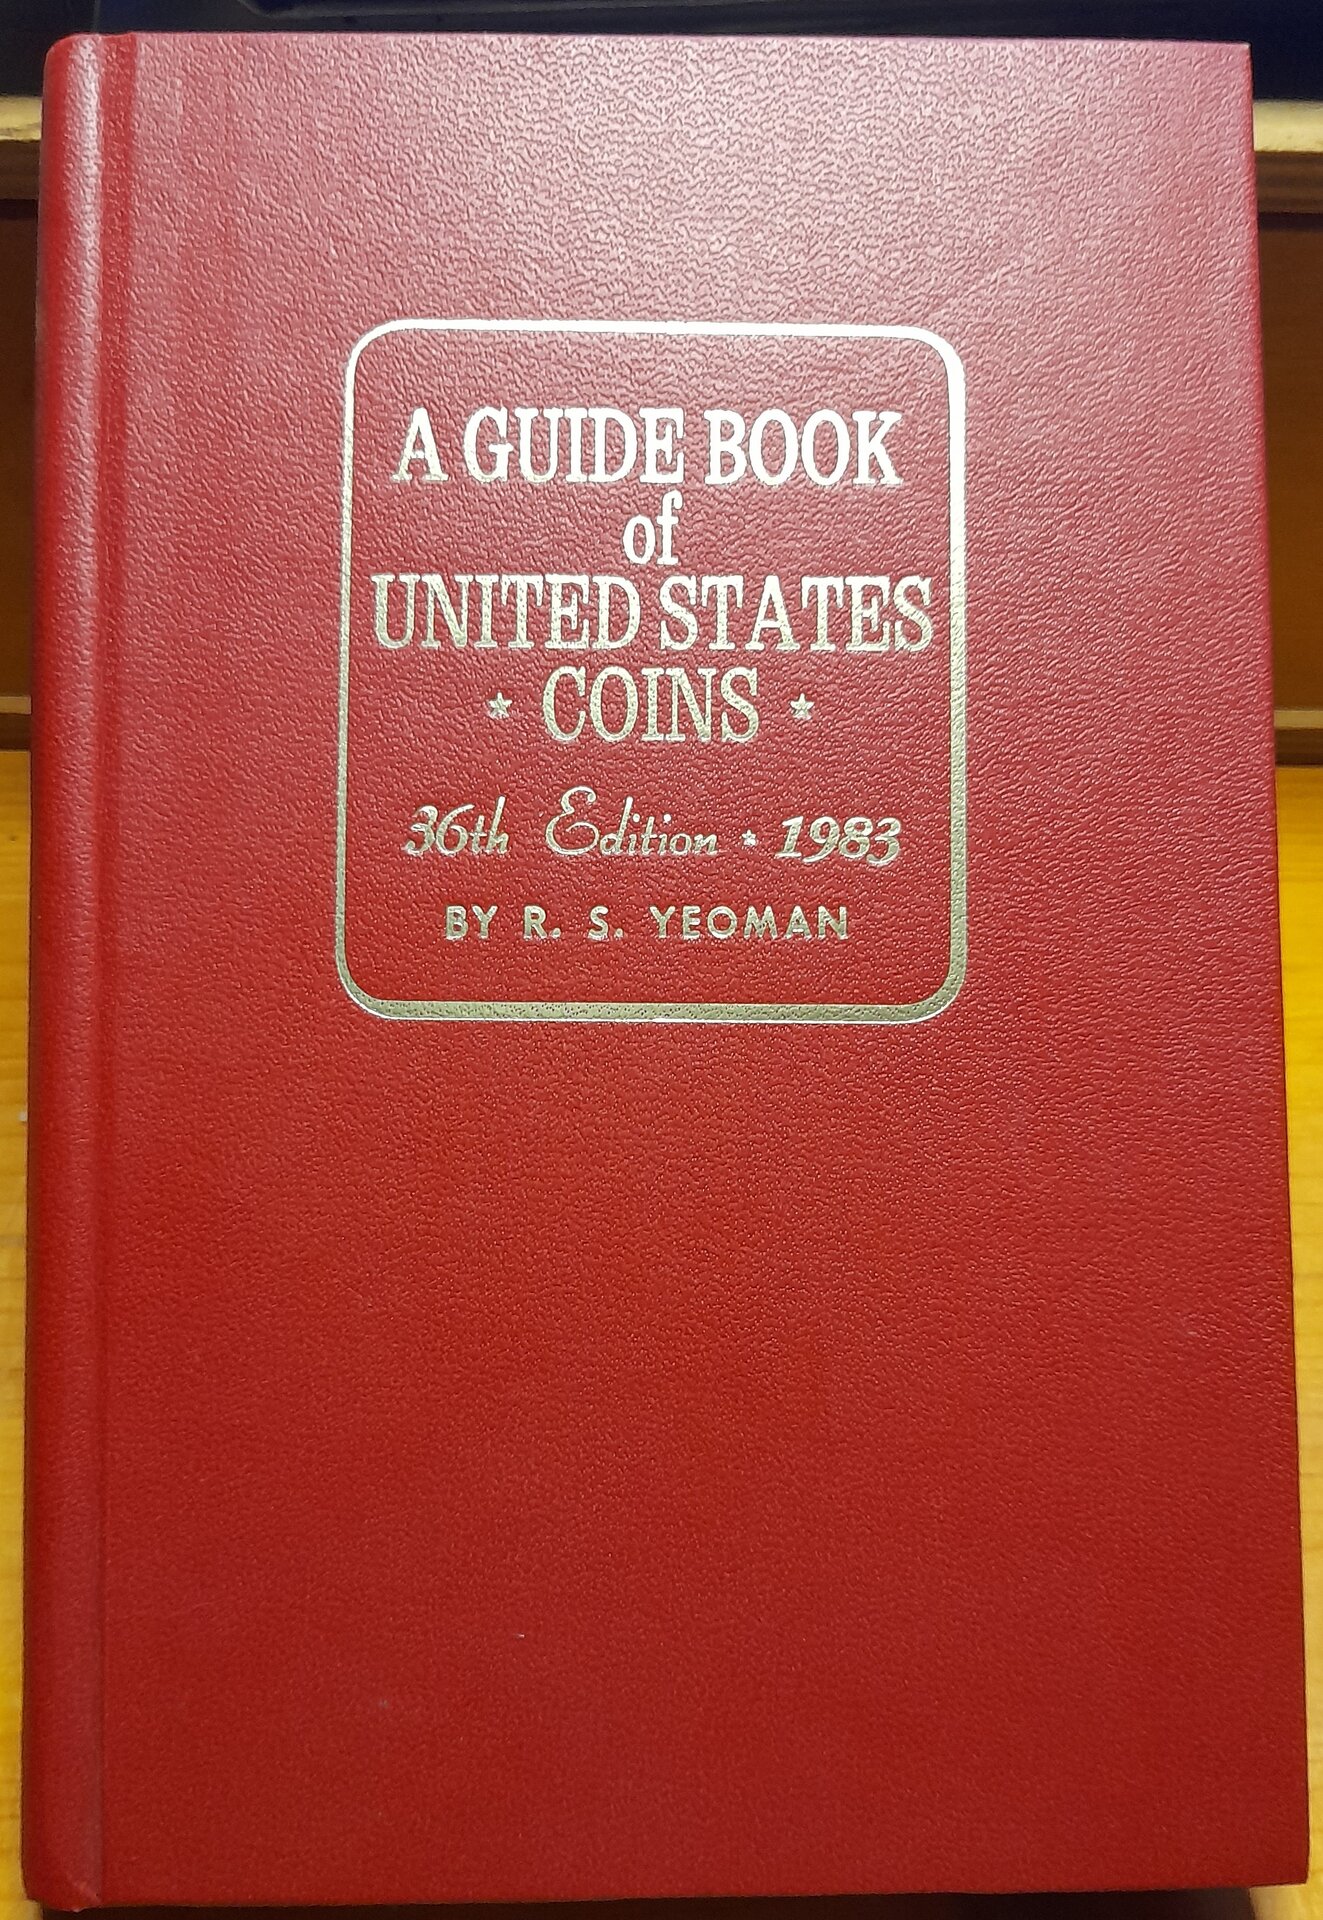 A GUIDE BOOK
of
UNITED STATES
★ COINS ★
36th Edition ★ 1983
BY R. S. YEOMAN